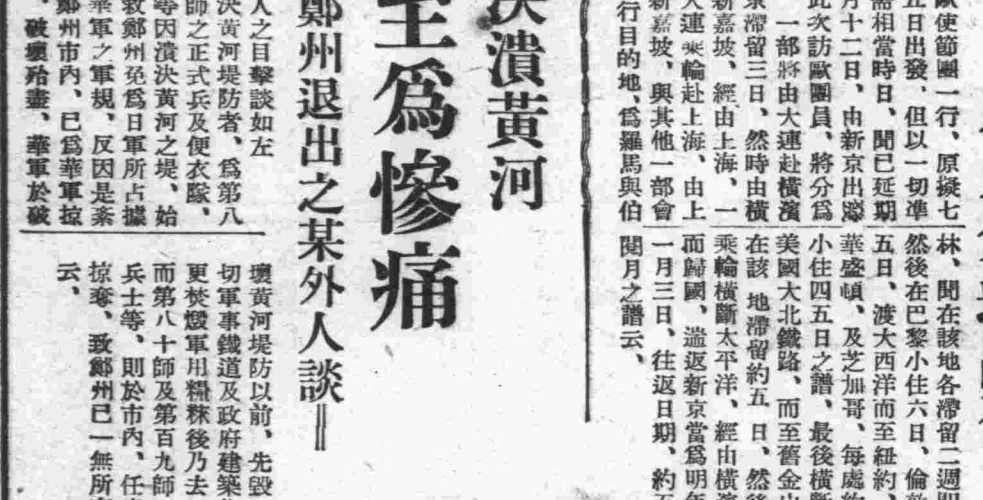 歐使節團一行、原擬七
五日出發、但以一切準
需相當時日、聞已延期
月十二日、由新京出發
此次訪歐團員、將分爲
一部將由大連赴橫濱
京滯留三日、然時由橫
新嘉坡、經由上海、一
大連乘輪赴上海、由上
新嘉坡、與其他一部會
行目的地、爲羅馬與伯
林、聞在該地各滯留二週間
然後在巴黎小住六日、倫敦
五日、渡大西洋而至紐約、
華盛頓、及芝加哥、每處約
小住四五日之譜、最後橫斷
美國大北鐵路、而至舊金山
在該 地滯留約五 日、然後
乘輪橫斷太平洋、經由橫濱
而歸國、湍返新京當爲明年
一月三日、往返日期、約五
閱月之譜云、
決潰黃河
至爲慘痛
鄭州退出之某外人談
人之目擊談如左
決黃河堤防者、爲第八
師之正式兵及便衣隊、
等因潰決黃河之堤、始
救鄭州免爲日軍所占據
華軍之軍規、反因是紊
鄭州市內、已爲華軍掠
、破壞殆盡、華軍於破
壞黃河堤防以前、先毀
切軍事鐵道及政府建築
更焚燬軍用糧秣後乃去
而第八十師及第百九師
兵士等、則於市內、任
掠奪、致鄭州已一無所
云、